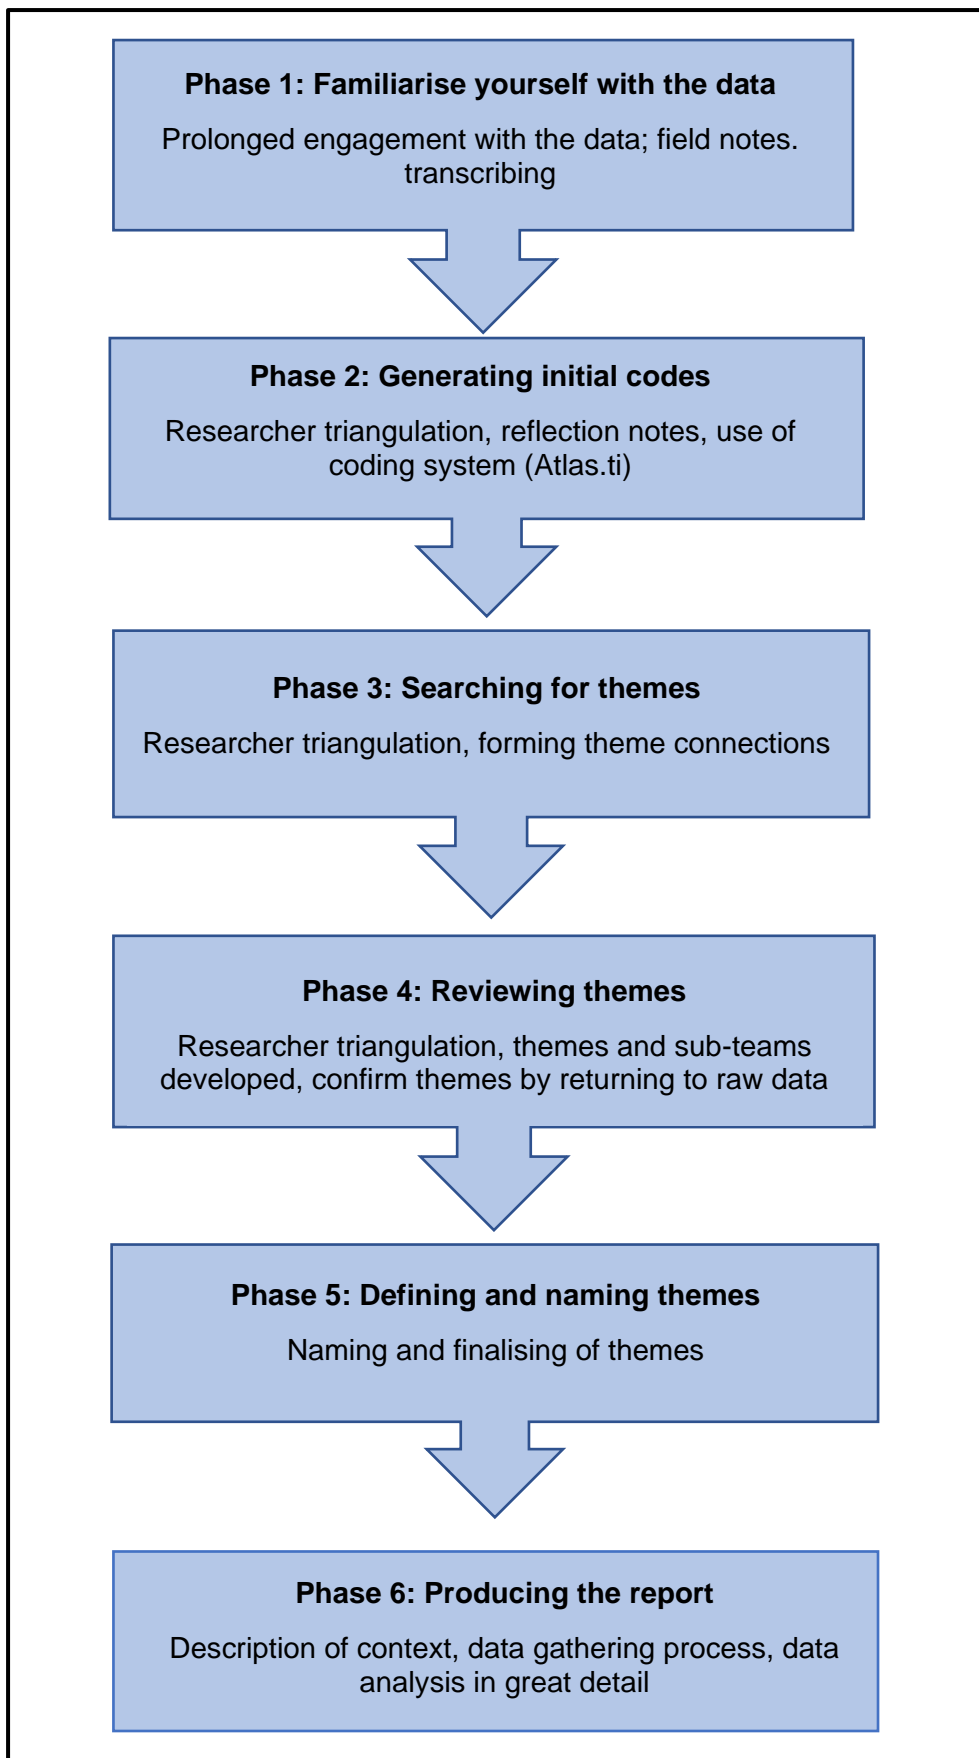 Phase 1: Familiarise yourself with the data
Prolonged engagement with the data; field notes.
transcribing
Phase 2: Generating initial codes
Researcher triangulation, reflection notes, use of
coding system (Atlas.ti)
Phase 3: Searching for themes
Researcher triangulation, forming theme connections
Phase 4: Reviewing themes
Researcher triangulation, themes and sub-teams
developed, confirm themes by returning to raw data
Phase 5: Defining and naming themes
Naming and finalising of themes
Phase 6: Producing the report
Description of context, data gathering process, data
analysis in great detail